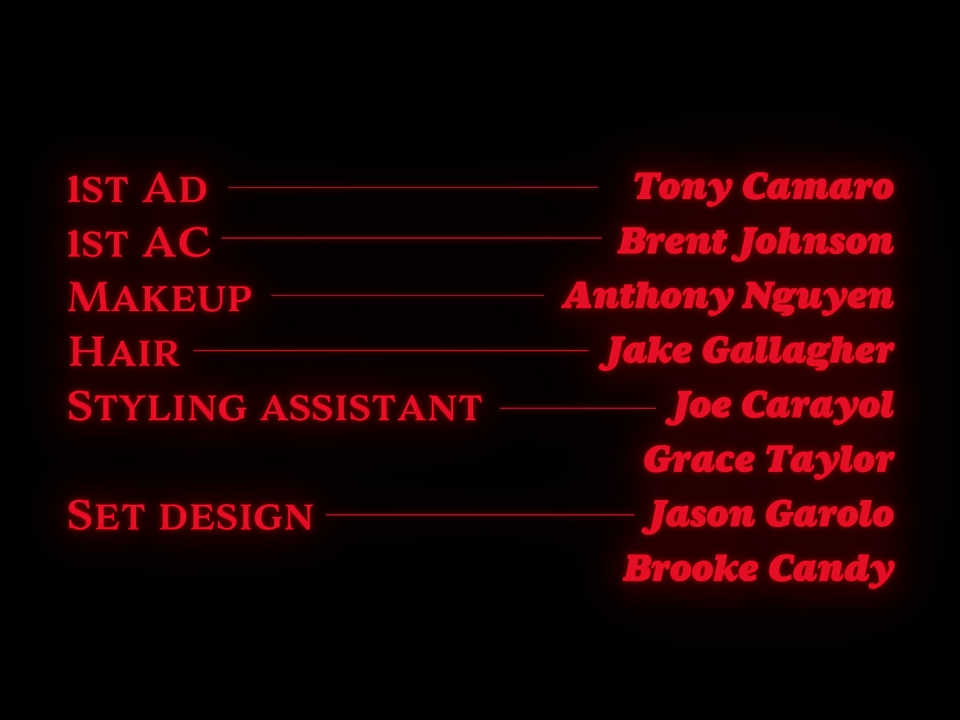 1st Ad Tony Camaro
1st AC Brent Johnson
Makeup Anthony Nguyen
Hair Jake Gallagher
Styling assistant Joe Carayol
Grace Taylor
Set design Jason Garolo
Brooke Candy